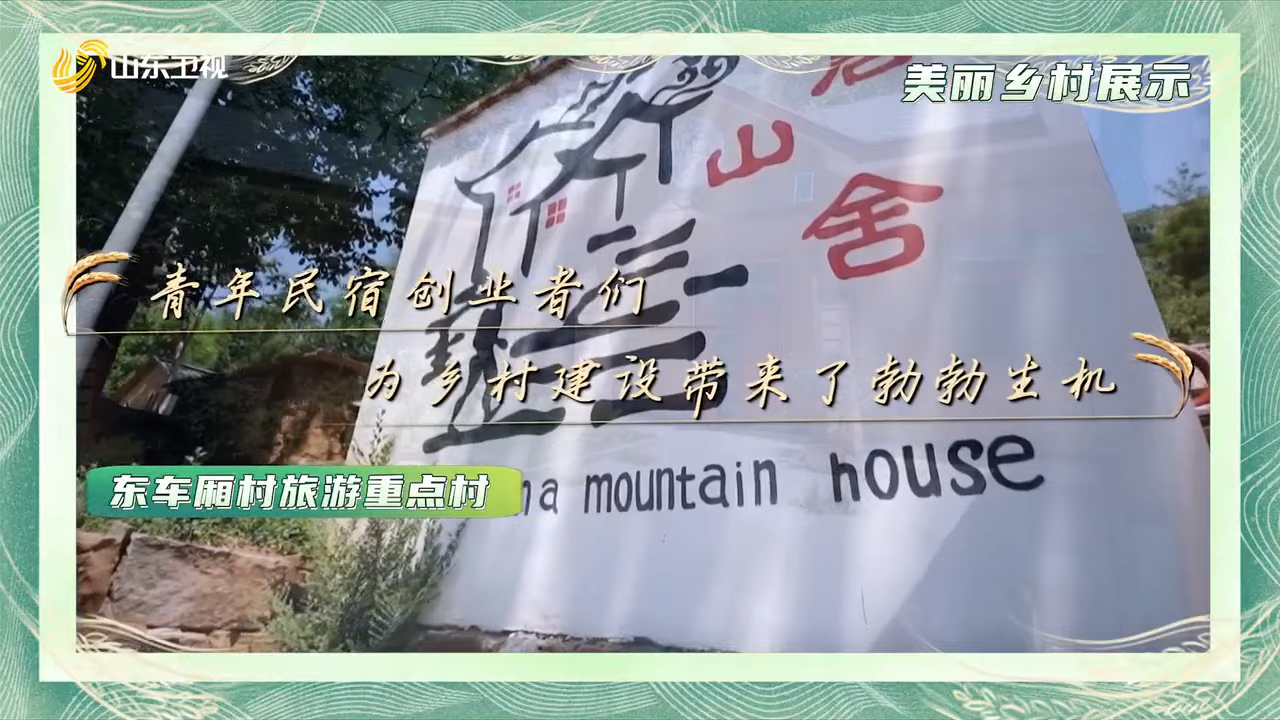 山东卫视
美丽乡村展示
山
舍
青年民宿创业者们
为乡村建设带来了勃勃生机
mountain house
东车厢村旅游重点村